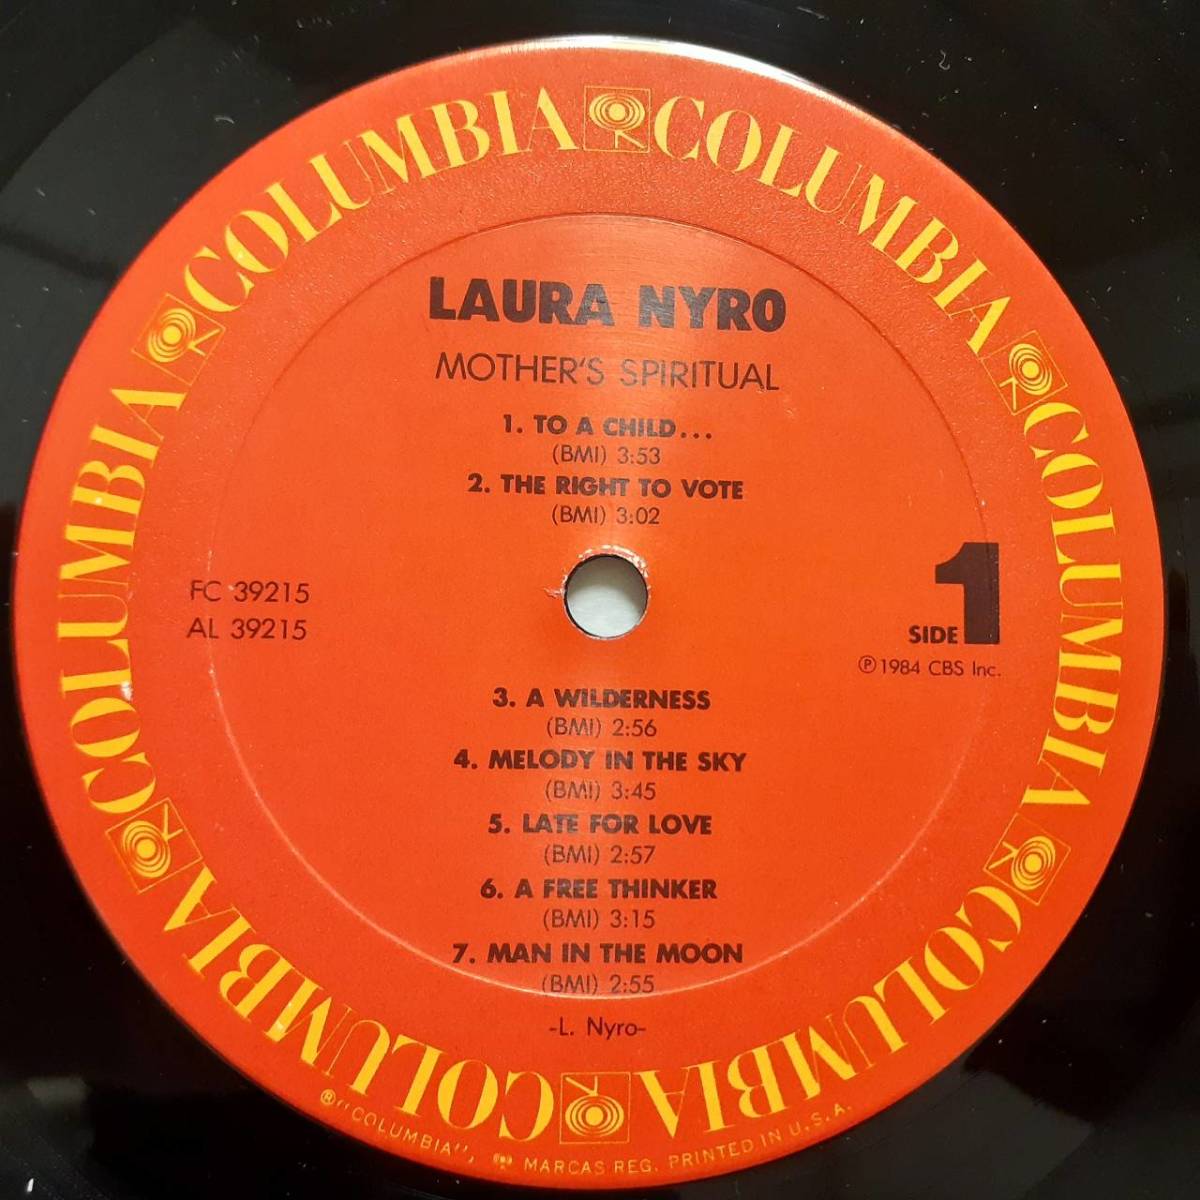 COLUMBIA COLUMBIA COLUMBIA COLUMBIA COLUMBIA COLUMBIA
LAURA NYRO
MOTHER'S SPIRITUAL
1. TO A CHILD...
(BMI) 3:53
2. THE RIGHT TO VOTE
(BMI) 3:02
FC 39215
AL 39215
SIDE 1
℗ 1984 CBS Inc.
3. A WILDERNESS
(BMI) 2:56
4. MELODY IN THE SKY
(BMI) 3:45
5. LATE FOR LOVE
(BMI) 2:57
6. A FREE THINKER
(BMI) 3:15
7. MAN IN THE MOON
(BMI) 2:55
-L. Nyro-
® "COLUMBIA", MARCAS REG. PRINTED IN U.S.A.